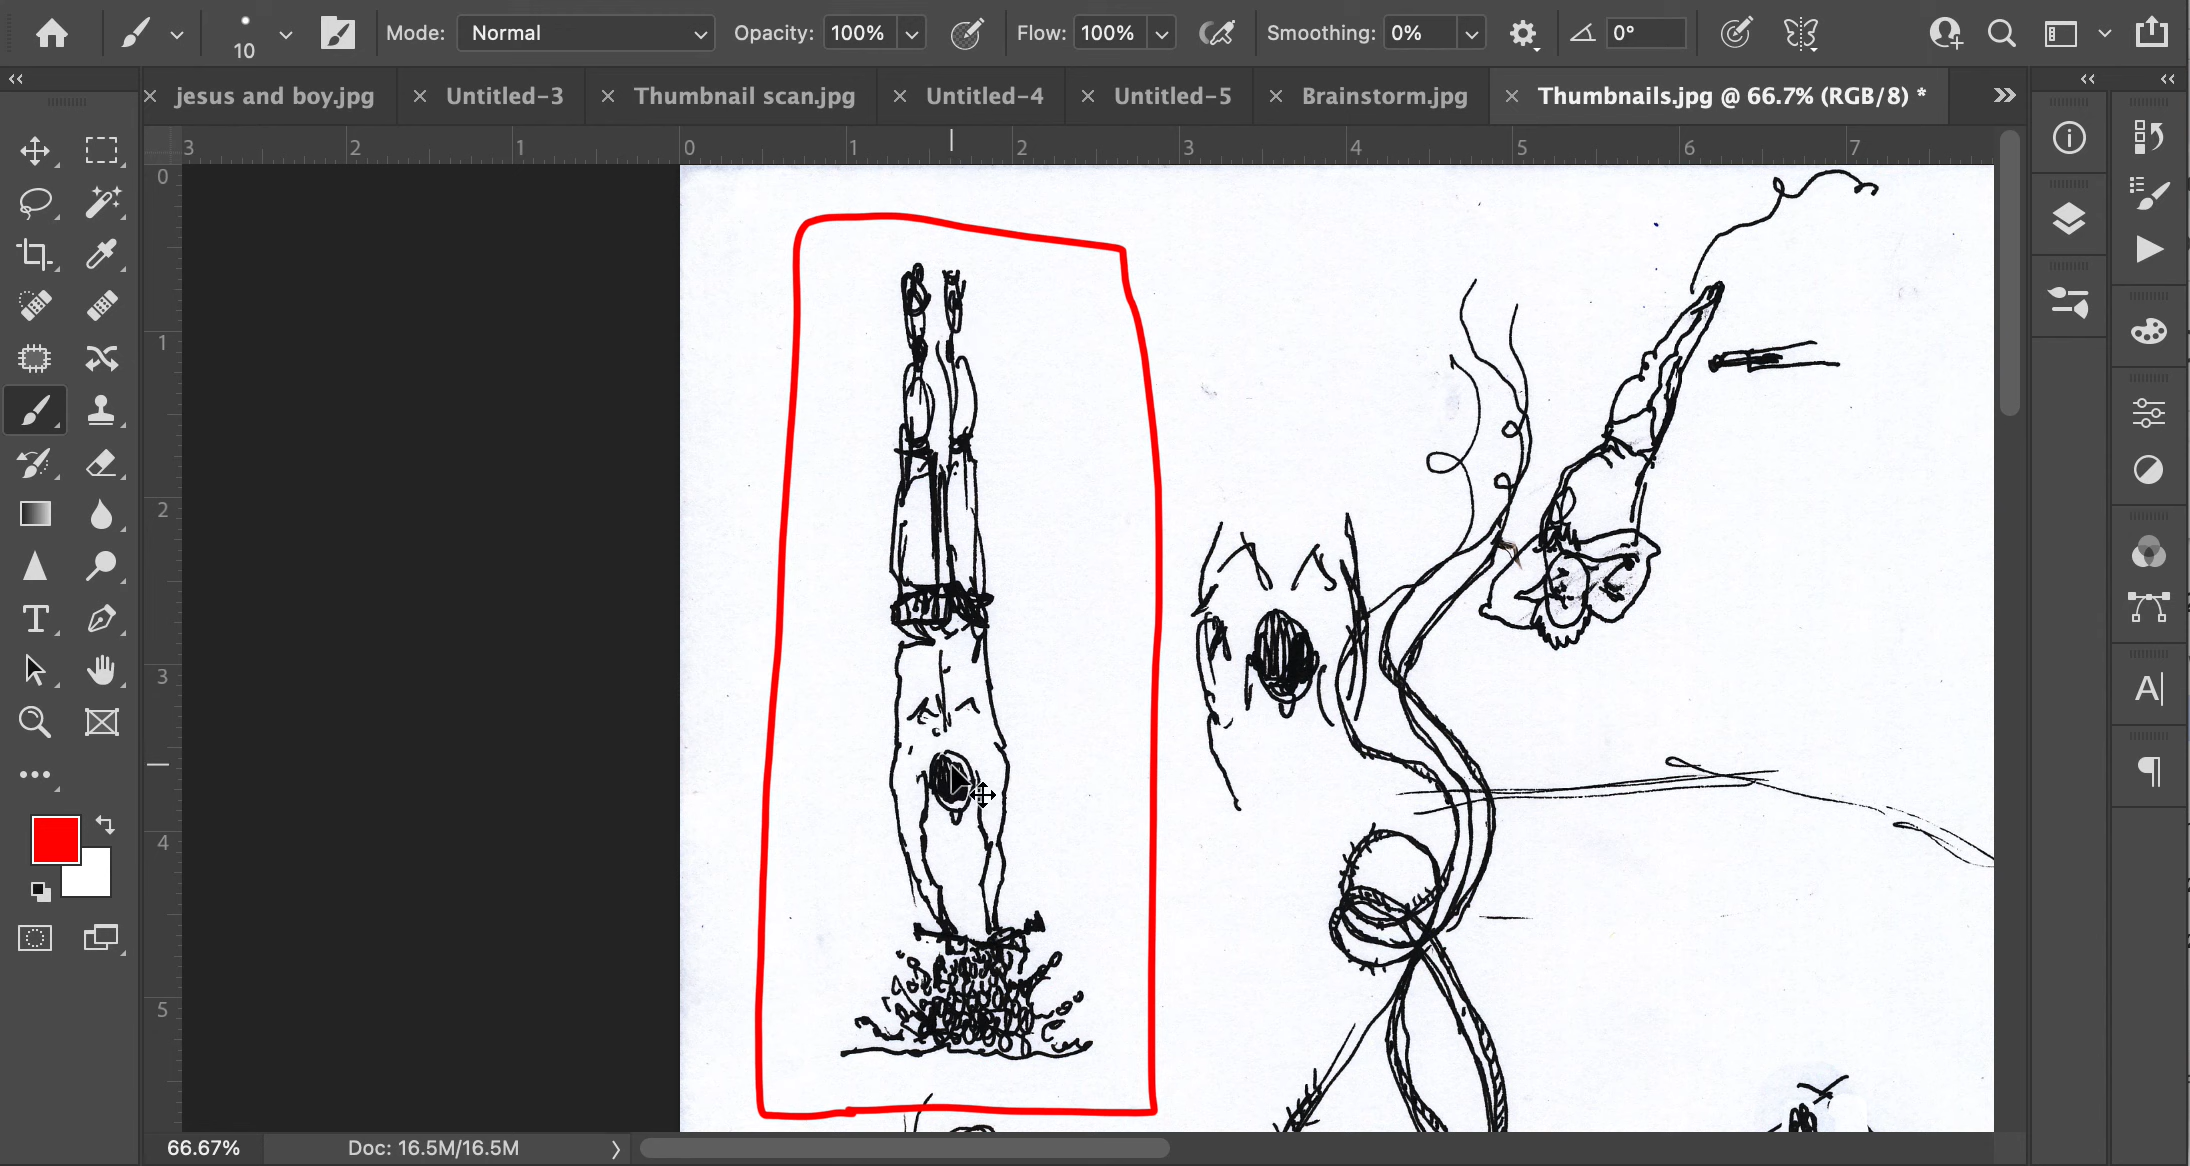 10 Mode: Normal Opacity: 100% Flow: 100% Smoothing: 0% 0°
jesus and boy.jpg Untitled-3 Thumbnail scan.jpg Untitled-4 Untitled-5 Brainstorm.jpg Thumbnails.jpg @ 66.7% (RGB/8) *
3 2 1 0 1 2 3 4 5 6 7
0
1
2
3
4
5
66.67% Doc: 16.5M/16.5M